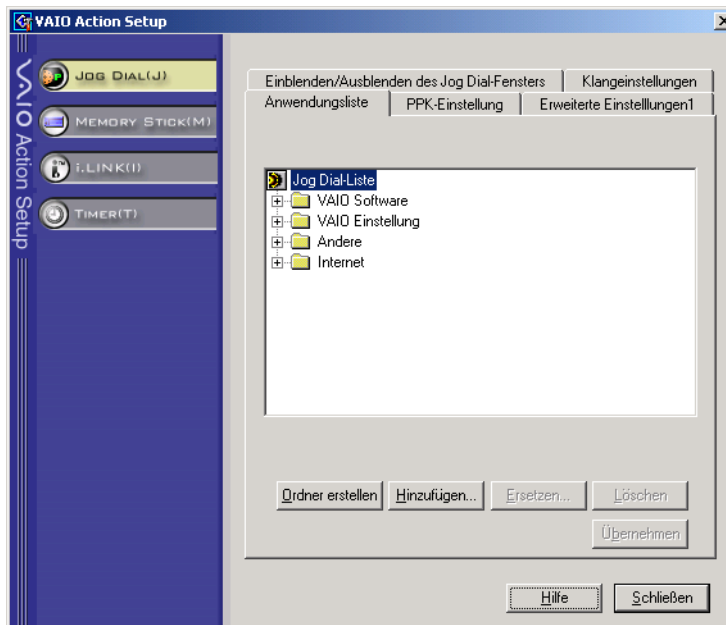 VAIO Action Setup
VAIO Action Setup
JOG DIAL(J)
MEMORY STICK(M)
i.LINK(I)
TIMER(T)
Einblenden/Ausblenden des Jog Dial-Fensters
Klangeinstellungen
Anwendungsliste
PPK-Einstellung
Erweiterte Einstelllungen1
Jog Dial-Liste
VAIO Software
VAIO Einstellung
Andere
Internet
Ordner erstellen
Hinzufügen...
Ersetzen...
Löschen
Übernehmen
Hilfe
Schließen